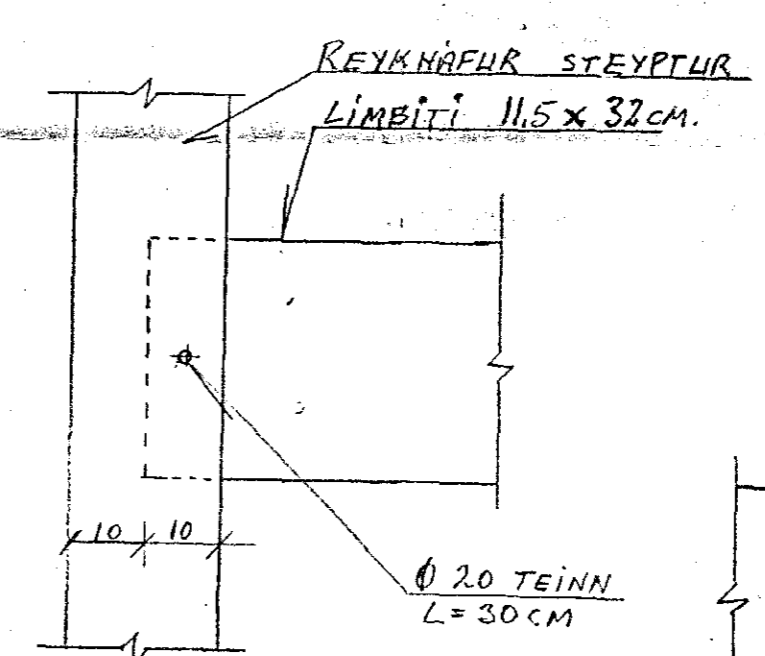 REYKHÁFUR STEYPTUR
LÍMBITI 11,5 x 32 CM.
10 10
Φ 20 TEINN
L = 30 CM